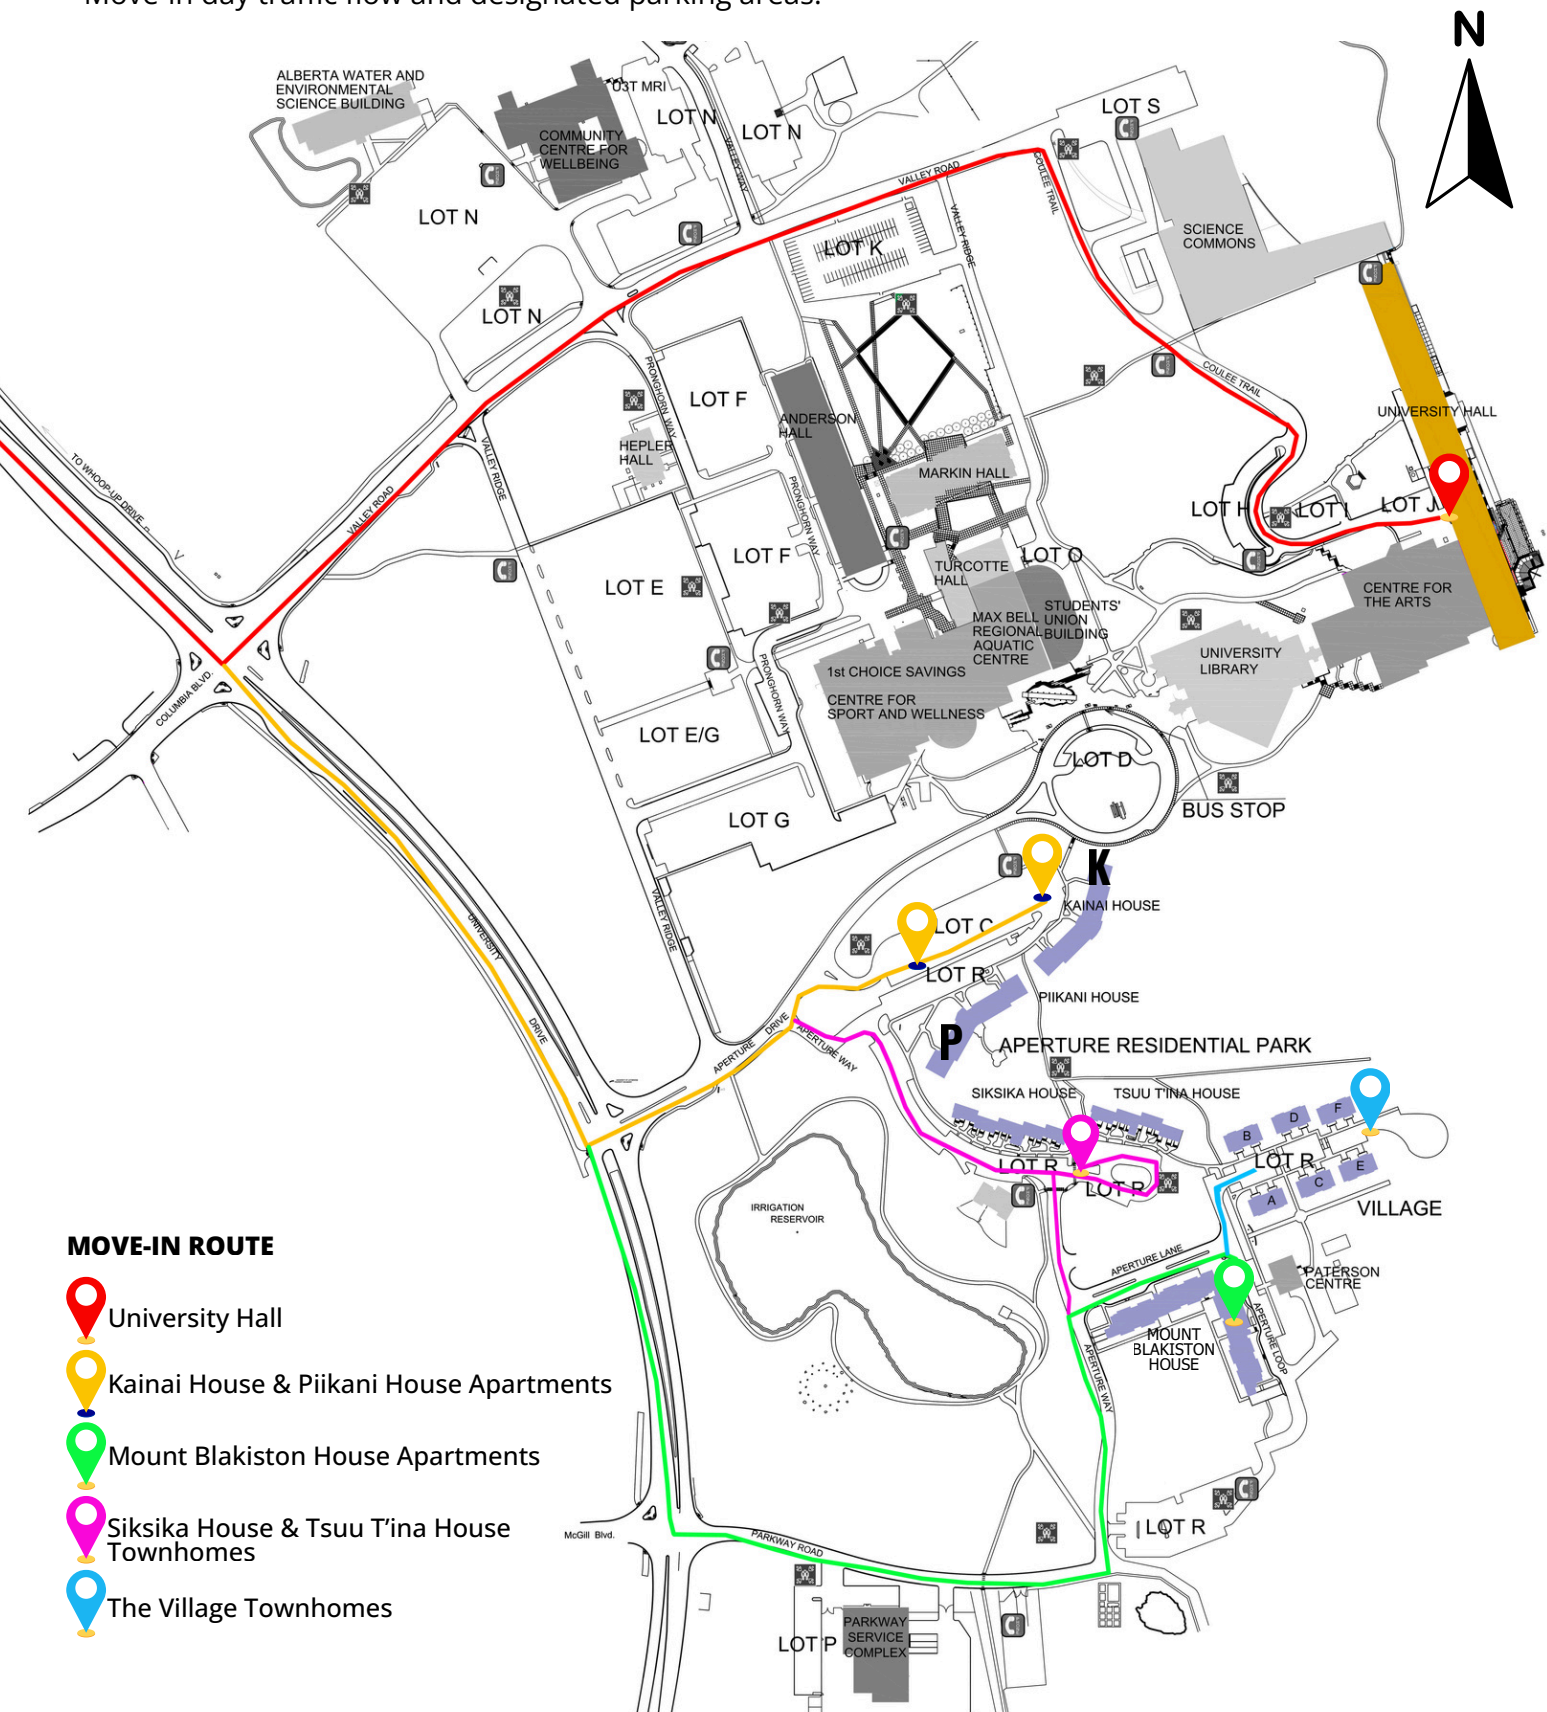 Move-in day traffic flow and designated parking areas.
N
ALBERTA WATER AND
ENVIRONMENTAL
SCIENCE BUILDING
U3T MRI
COMMUNITY
CENTRE FOR
WELLBEING
LOT N
LOT N
LOT N
LOT N
LOT S
VALLEY WAY
VALLEY ROAD
COULEE TRAIL
VALLEY RIDGE
LOT K
SCIENCE
COMMONS
COULEE TRAIL
UNIVERSITY HALL
PRONGHORN WAY
LOT F
ANDERSON
HALL
HEPLER
HALL
MARKIN HALL
TO WHOOP-UP DRIVE
VALLEY RIDGE
VALLEY ROAD
PRONGHORN WAY
LOT H
LOT I
LOT J
LOT F
LOT E
TURCOTTE
HALL
LOT O
CENTRE FOR
THE ARTS
MAX BELL
REGIONAL
AQUATIC
CENTRE
STUDENTS'
UNION
BUILDING
UNIVERSITY
LIBRARY
1st CHOICE SAVINGS
CENTRE FOR
SPORT AND WELLNESS
PRONGHORN WAY
COLUMBIA BLVD.
LOT E/G
LOT D
BUS STOP
LOT G
K
KAINAI HOUSE
LOT C
VALLEY RIDGE
UNIVERSITY
DRIVE
LOT R
PIIKANI HOUSE
P
APERTURE DRIVE
APERTURE WAY
APERTURE RESIDENTIAL PARK
SIKSIKA HOUSE
TSUU T'INA HOUSE
B
D
F
LOT R
LOT R
LOT R
A
C
E
VILLAGE
IRRIGATION
RESERVOIR
APERTURE LANE
PATERSON
CENTRE
MOUNT
BLAKISTON
HOUSE
APERTURE LOOP
APERTURE WAY
MOVE-IN ROUTE
University Hall
Kainai House & Piikani House Apartments
Mount Blakiston House Apartments
Siksika House & Tsuu T’ina House
Townhomes
The Village Townhomes
McGill Blvd.
PARKWAY ROAD
LOT R
LOT P
PARKWAY
SERVICE
COMPLEX